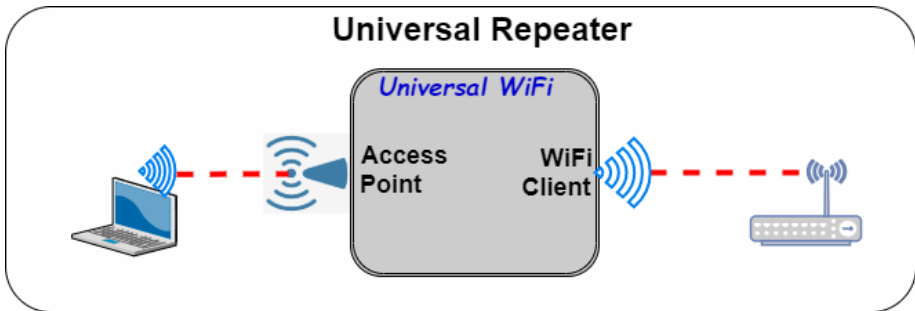 Universal Repeater
Universal WiFi
Access
Point
WiFi
Client